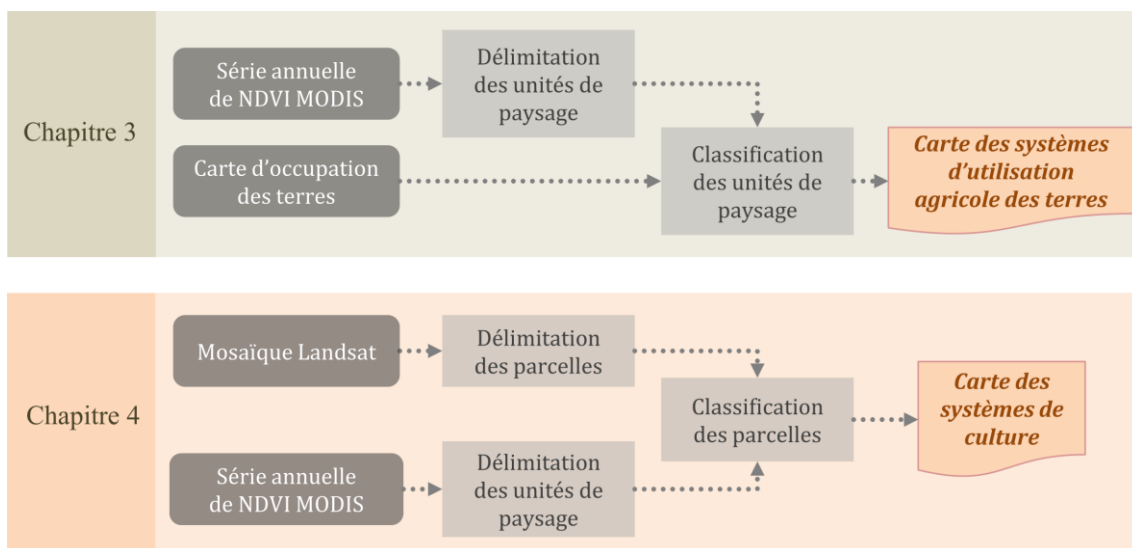 Chapitre 3
Série annuelle
de NDVI MODIS
Délimitation
des unités de
paysage
Carte d'occupation
des terres
Classification
des unités de
paysage
Carte des systèmes
d'utilisation
agricole des terres
Chapitre 4
Mosaïque Landsat
Délimitation
des parcelles
Série annuelle
de NDVI MODIS
Délimitation
des unités de
paysage
Classification
des parcelles
Carte des
systèmes de
culture